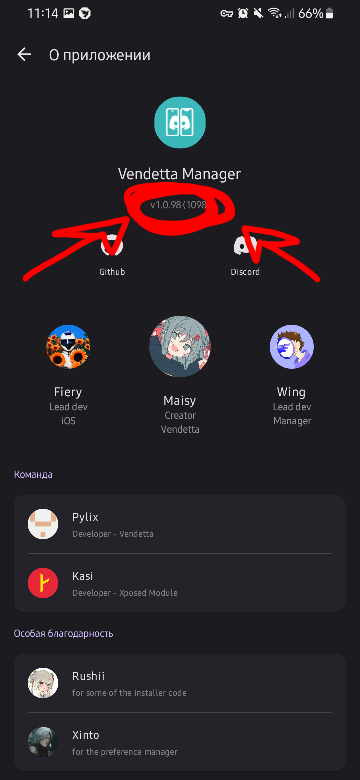 11:14 66%
О приложении
Vendetta Manager
v1.0.98 (1098
Github Discord
Fiery Maisy Wing
Lead dev Creator Lead dev
iOS Vendetta Manager
Команда
Pylix
Developer - Vendetta
Kasi
Developer - Xposed Module
Особая благодарность
Rushii
for some of the installer code
Xinto
for the preference manager